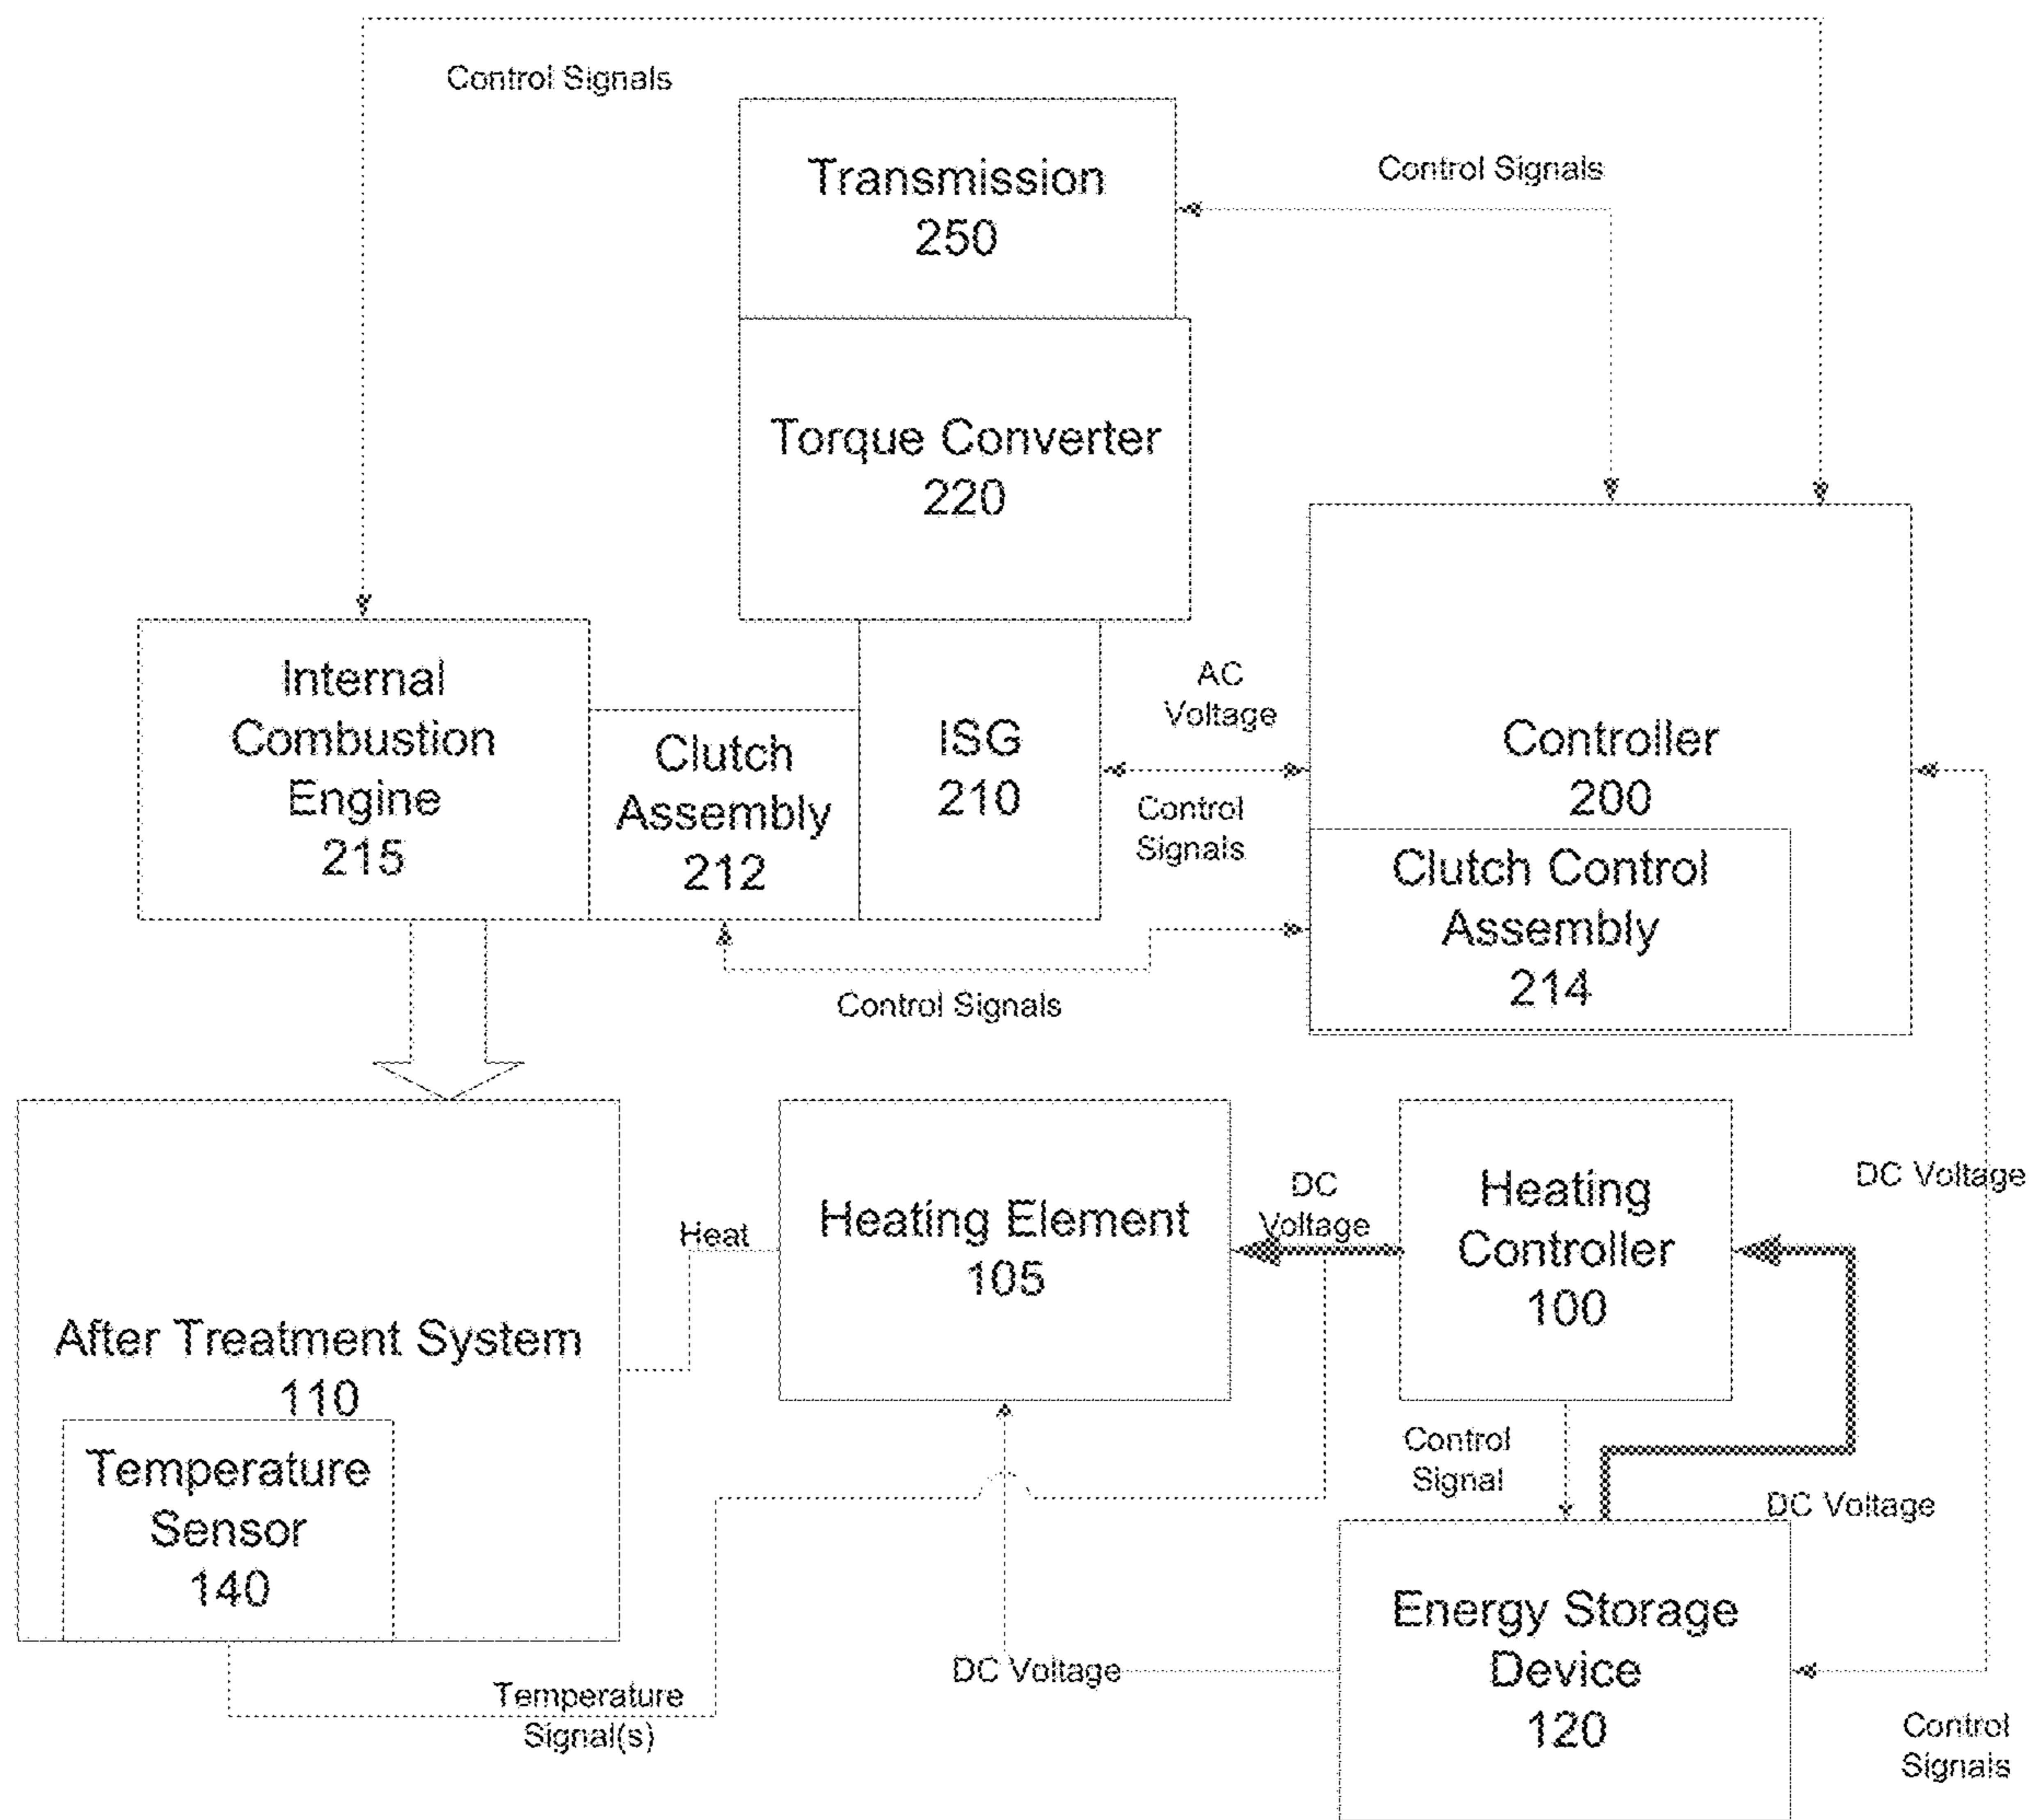 Control Signals
Transmission
250
Control Signals
Torque Converter
220
Internal
Combustion
Engine
215
Clutch
Assembly
212
ISG
210
AC
Voltage
Control
Signals
Controller
200
Clutch Control
Assembly
214
Control Signals
After Treatment System
110
Temperature
Sensor
140
Heat
Heating Element
105
DC
Voltage
Heating
Controller
100
DC Voltage
Control
Signal
DC Voltage
Temperature
Signal(s)
DC Voltage
Energy Storage
Device
120
Control
Signals